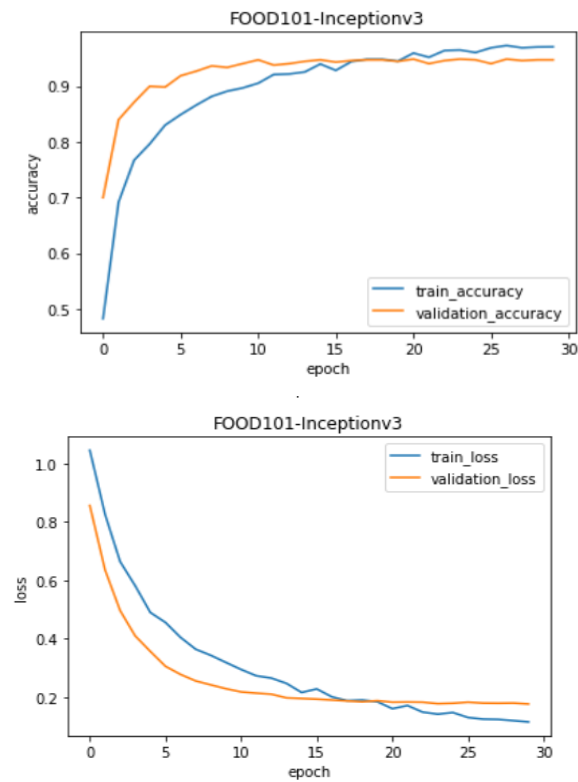 FOOD101-Inceptionv3
0.9
0.8
0.7
0.6
0.5
accuracy
train_accuracy
validation_accuracy
0 5 10 15 20 25 30
epoch
.
FOOD101-Inceptionv3
1.0
0.8
0.6
0.4
0.2
loss
train_loss
validation_loss
0 5 10 15 20 25 30
epoch